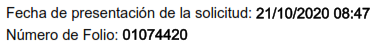 Fecha de presentación de la solicitud: 21/10/2020 08:47
Número de Folio: 01074420